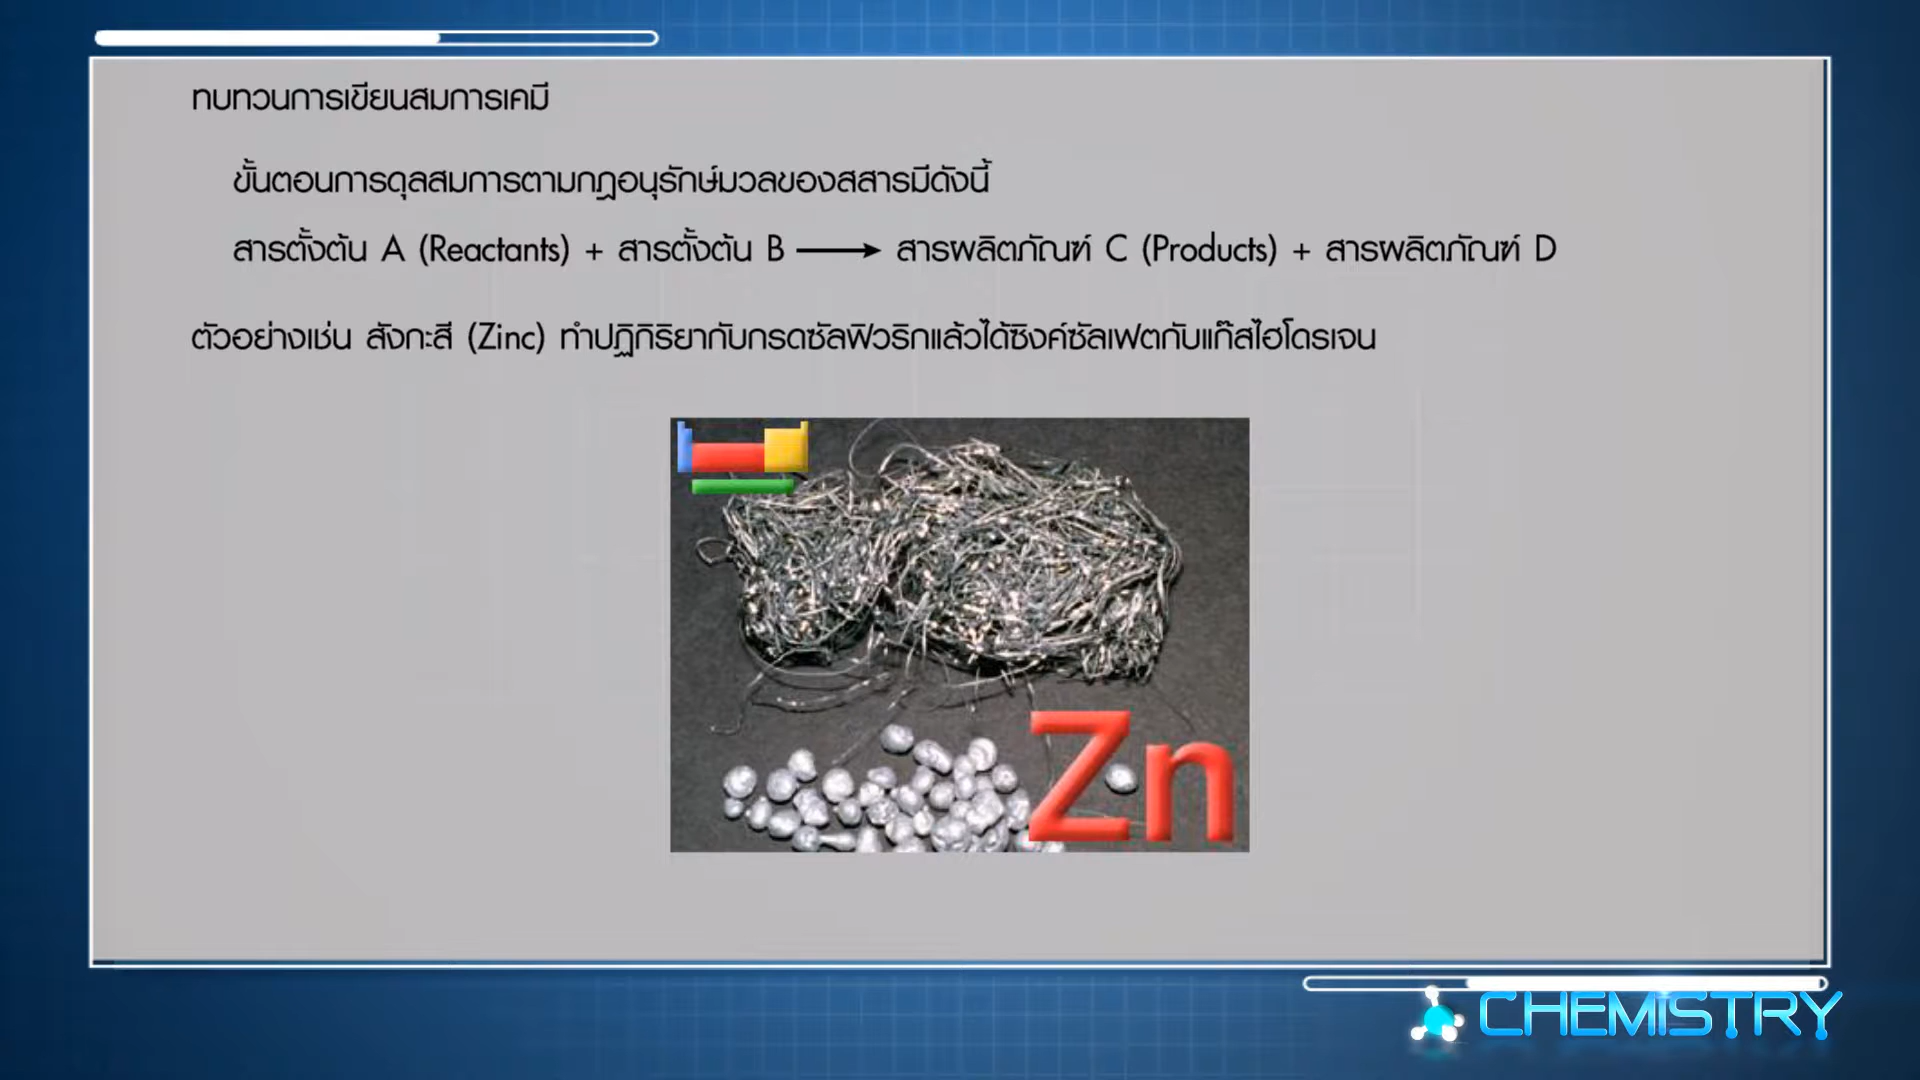 ทบทวนการเขียนสมการเคมี
ขั้นตอนการดุลสมการตามกฎอนุรักษ์มวลของสสารมีดังนี้
สารตั้งต้น A (Reactants) + สารตั้งต้น B ⟶ สารผลิตภัณฑ์ C (Products) + สารผลิตภัณฑ์ D
ตัวอย่างเช่น สังกะสี (Zinc) ทำปฏิกิริยากับกรดซัลฟิวริกแล้วได้ซิงค์ซัลเฟตกับแก๊สไฮโดรเจน
Zn
CHEMISTRY